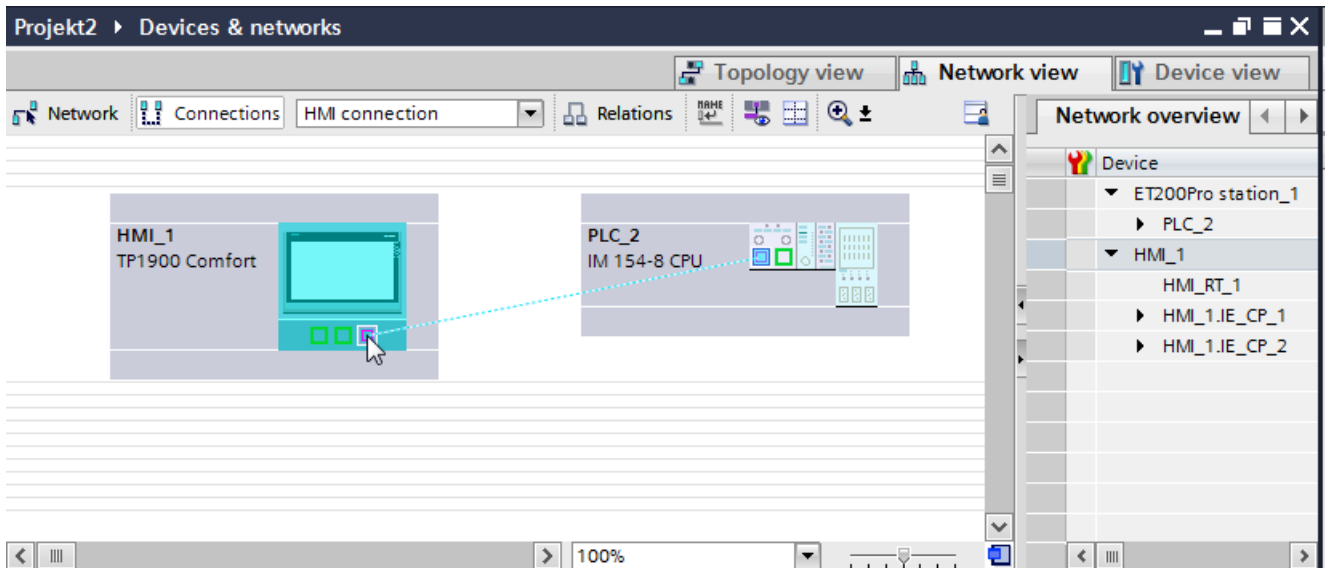 Projekt2 ▸ Devices & networks
Topology view
Network view
Device view
Network
Connections
HMI connection
Relations
NAME
Network overview
Device
ET200Pro station_1
PLC_2
HMI_1
HMI_RT_1
HMI_1.IE_CP_1
HMI_1.IE_CP_2
HMI_1
TP1900 Comfort
PLC_2
IM 154-8 CPU
100%